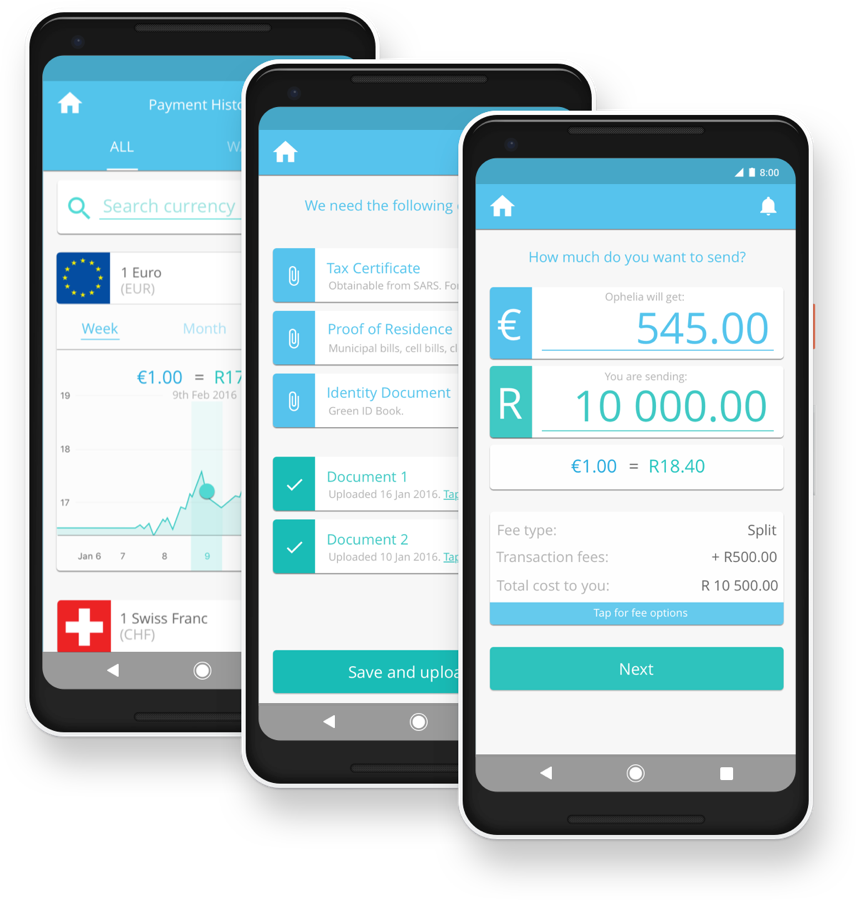 Payment Histo
ALL
W
Search currency
1 Euro
(EUR)
Week
Month
€1.00 = R17
9th Feb 2016
19
18
17
Jan 6 7 8 9
1 Swiss Franc
(CHF)
We need the following
Tax Certificate
Obtainable from SARS. Fo
Proof of Residence
Municipal bills, cell bills, cl
Identity Document
Green ID Book.
Document 1
Uploaded 16 Jan 2016. Tap
Document 2
Uploaded 10 Jan 2016. Tap
Save and uploa
8:00
How much do you want to send?
Ophelia will get:
€ 545.00
You are sending:
R 10 000.00
€1.00 = R18.40
Fee type: Split
Transaction fees: + R500.00
Total cost to you: R 10 500.00
Tap for fee options
Next